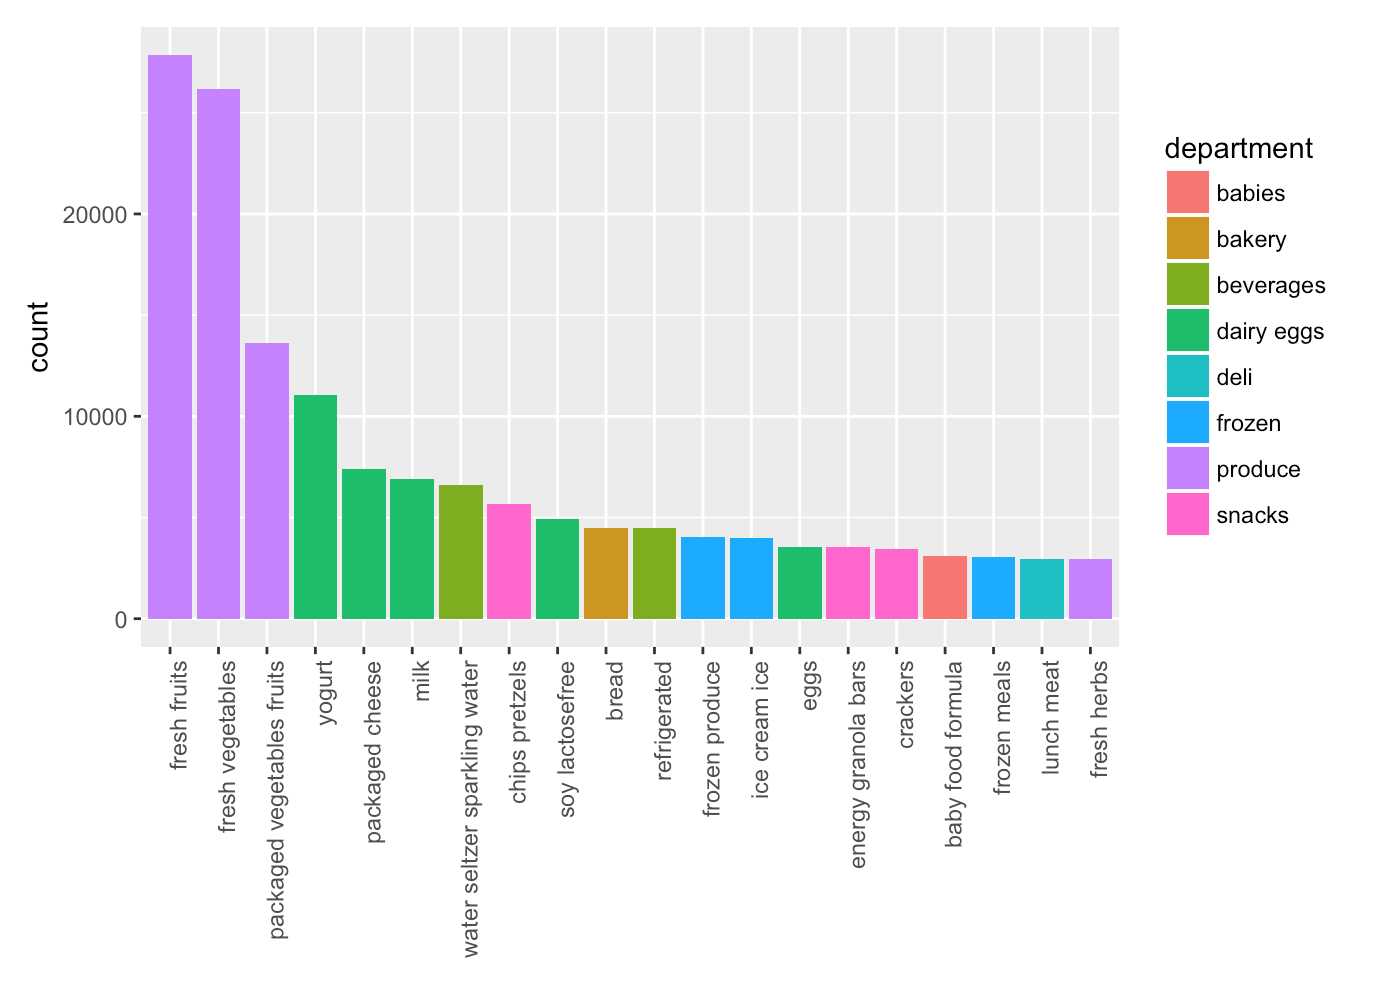 count
20000
10000
0
fresh fruits
fresh vegetables
packaged vegetables fruits
yogurt
packaged cheese
milk
water seltzer sparkling water
chips pretzels
soy lactosefree
bread
refrigerated
frozen produce
ice cream ice
eggs
energy granola bars
crackers
baby food formula
frozen meals
lunch meat
fresh herbs
department
babies
bakery
beverages
dairy eggs
deli
frozen
produce
snacks